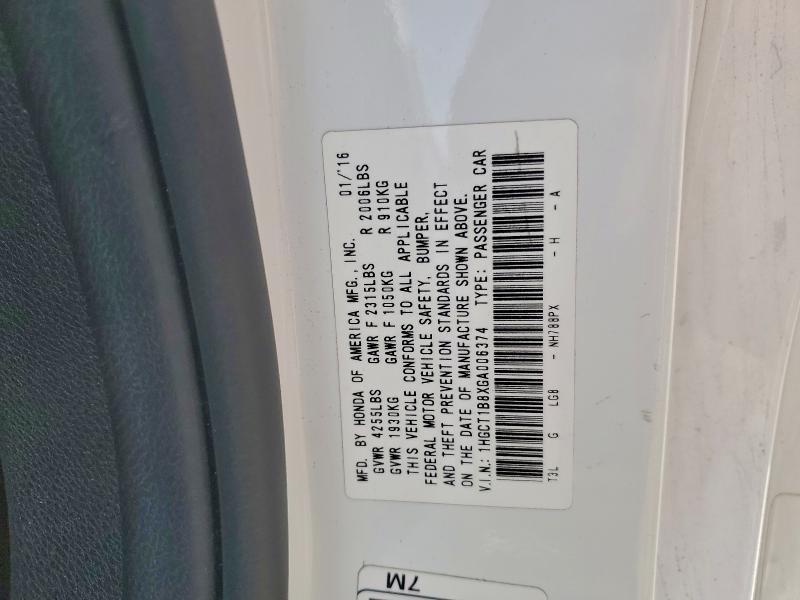 MFD. BY HONDA OF AMERICA MFG., INC. 01/'16
GVWR 4255LBS GAWR F 2315LBS R 2006LBS
GVWR 1930KG GAWR F 1050KG R 910KG
THIS VEHICLE CONFORMS TO ALL APPLICABLE
FEDERAL MOTOR VEHICLE SAFETY, BUMPER,
AND THEFT PREVENTION STANDARDS IN EFFECT
ON THE DATE OF MANUFACTURE SHOWN ABOVE.
V.I.N.: 1HGCT1B8XGA006374 TYPE: PASSENGER CAR
T3L G LGB - NH788PX - H - A
7M